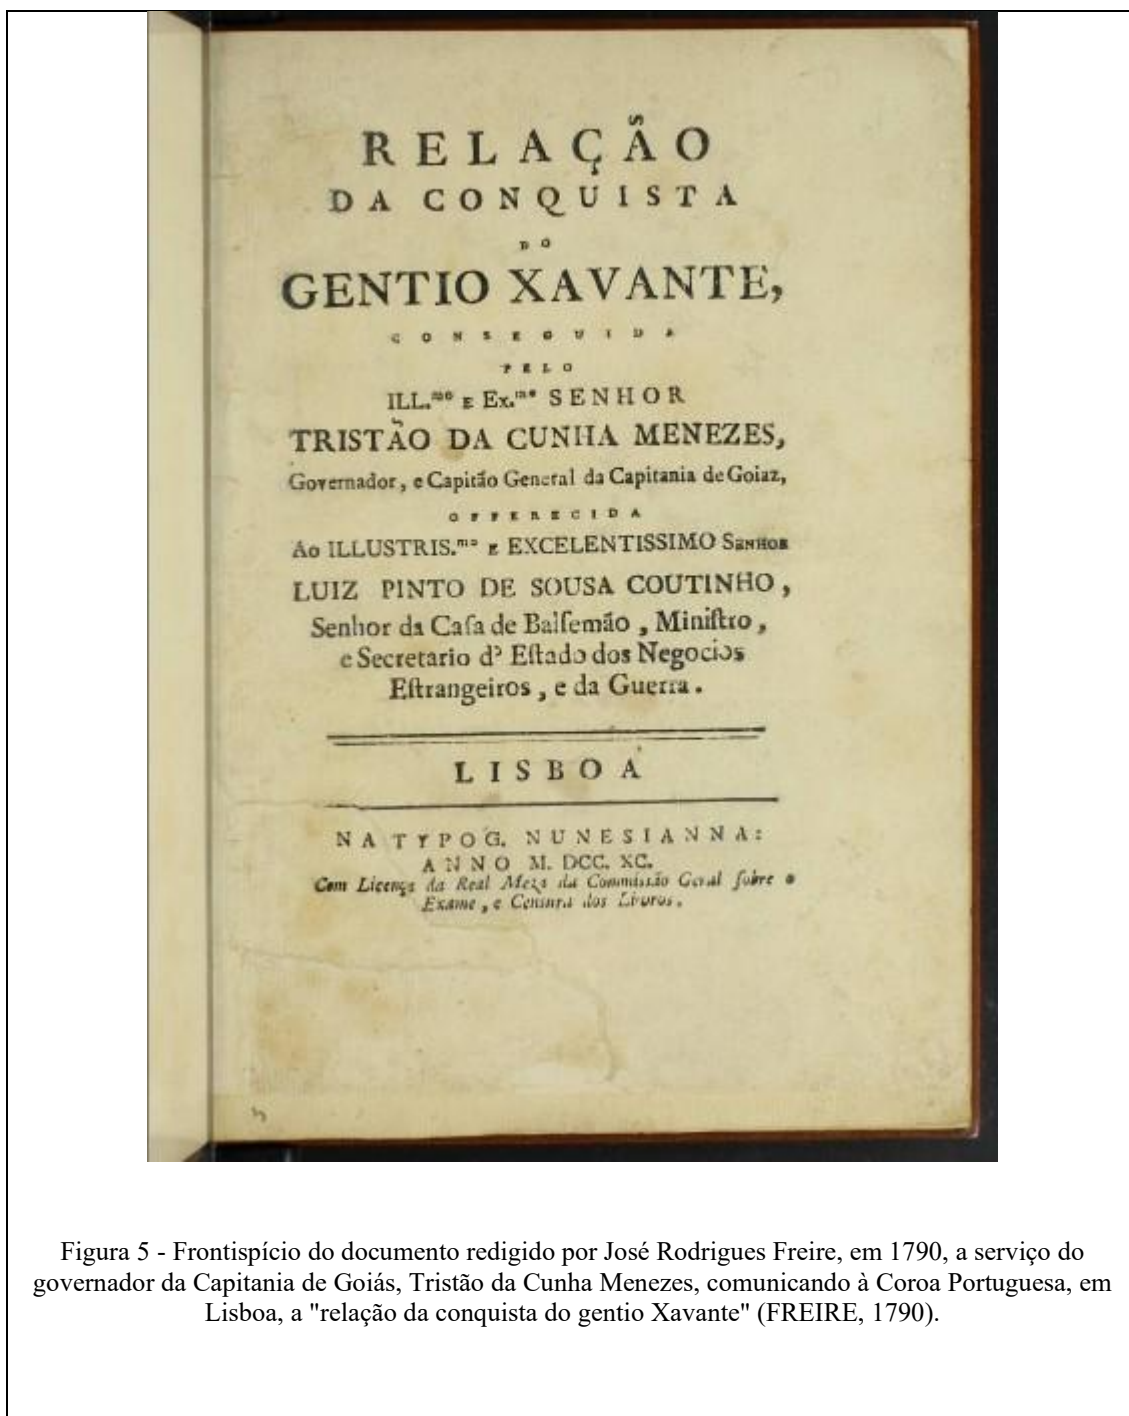 RELAÇÃO
DA CONQUISTA
DO
GENTIO XAVANTE,
CONSEGUIDA
PELO
ILL.mo E Ex.mo SENHOR
TRISTÃO DA CUNHA MENEZES,
Governador, e Capitão General da Capitania de Goiaz,
OFFERECIDA
Ao ILLUSTRIS.mo E EXCELENTISSIMO SENHOR
LUIZ PINTO DE SOUSA COUTINHO,
Senhor da Caſa de Balſemão, Miniſtro,
e Secretario d'Eſtado dos Negocios
Eſtrangeiros, e da Guerra.
LISBOA
NA TYPOG. NUNESIANNA:
ANNO M. DCC. XC.
Com Licença da Real Meza da Commissão Geral ſobre o
Exame, e Cenſura dos Livros.
Figura 5 - Frontispício do documento redigido por José Rodrigues Freire, em 1790, a serviço do
governador da Capitania de Goiás, Tristão da Cunha Menezes, comunicando à Coroa Portuguesa, em
Lisboa, a "relação da conquista do gentio Xavante" (FREIRE, 1790).